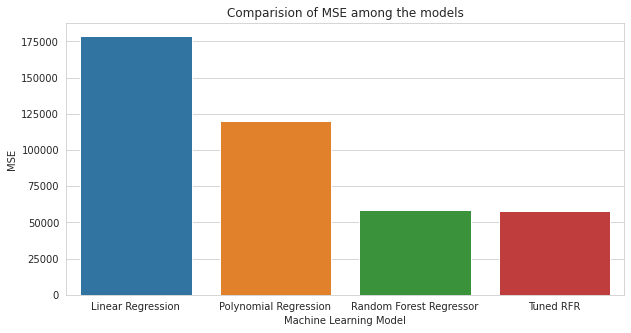 Comparision of MSE among the models
175000
150000
125000
100000
75000
50000
25000
0
MSE
Linear Regression
Polynomial Regression
Random Forest Regressor
Tuned RFR
Machine Learning Model